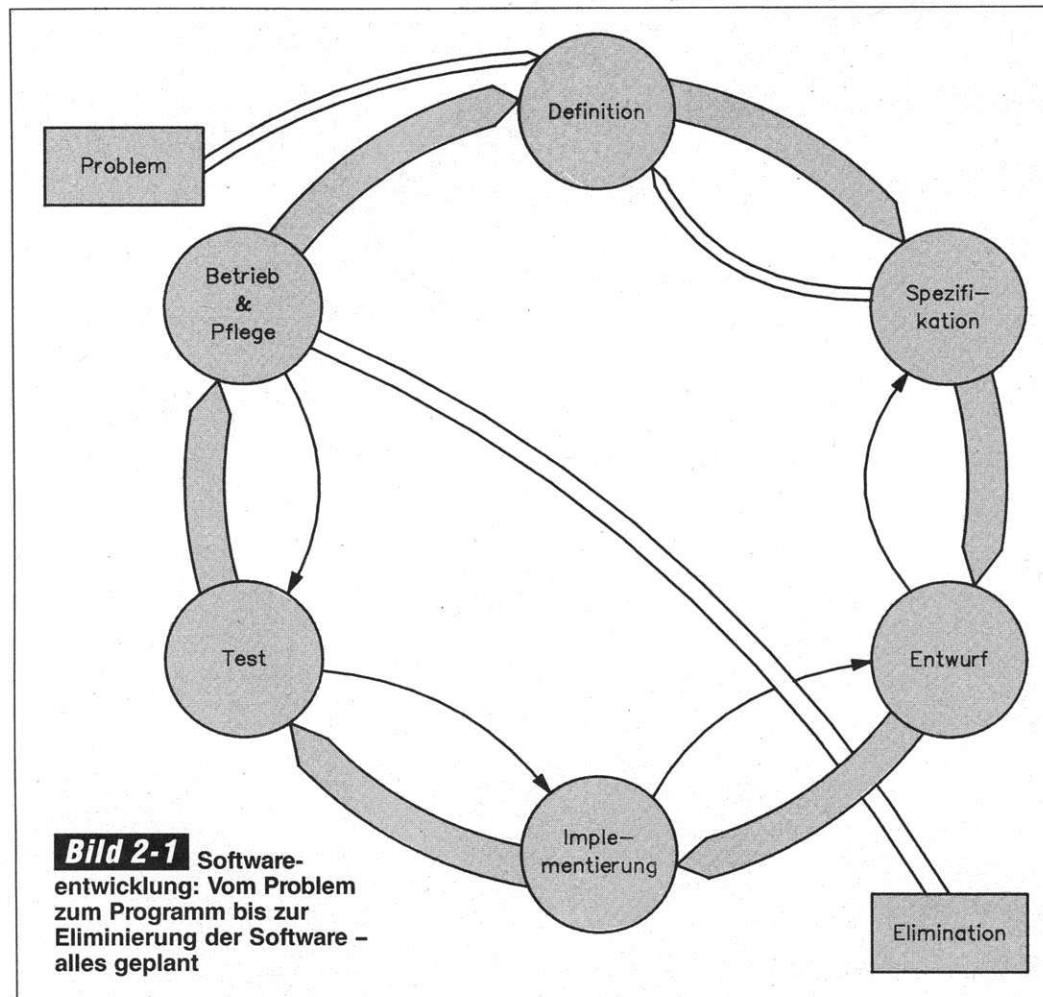 Definition
Problem
Betrieb
&
Pflege
Spezifi-
kation
Test
Entwurf
Imple-
mentierung
Elimination
Bild 2-1 Software-
entwicklung: Vom Problem
zum Programm bis zur
Eliminierung der Software –
alles geplant